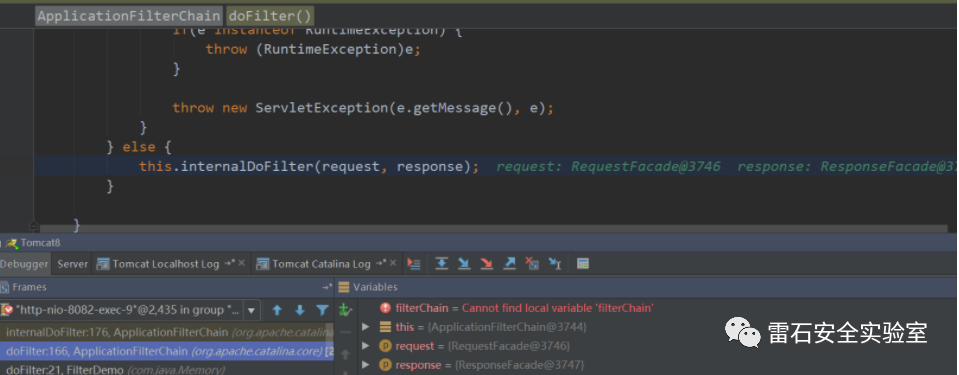 ApplicationFilterChain doFilter()
if(e instanceof RuntimeException) {
throw (RuntimeException)e;
}
throw new ServletException(e.getMessage(), e);
}
} else {
this.internalDoFilter(request, response); request: RequestFacade@3746 response: ResponseFacade@37
}
}
Tomcat8
Debugger Server Tomcat Localhost Log Tomcat Catalina Log
Frames Variables
"http-nio-8082-exec-9"@2,435 in group "...
filterChain = Cannot find local variable 'filterChain'
internalDoFilter:176, ApplicationFilterChain (org.apache.catalina
this = {ApplicationFilterChain@3744}
doFilter:166, ApplicationFilterChain (org.apache.catalina.core) [2
request = {RequestFacade@3746}
doFilter:21, FilterDemo (com.java.Memory)
response = {ResponseFacade@3747}
雷石安全实验室